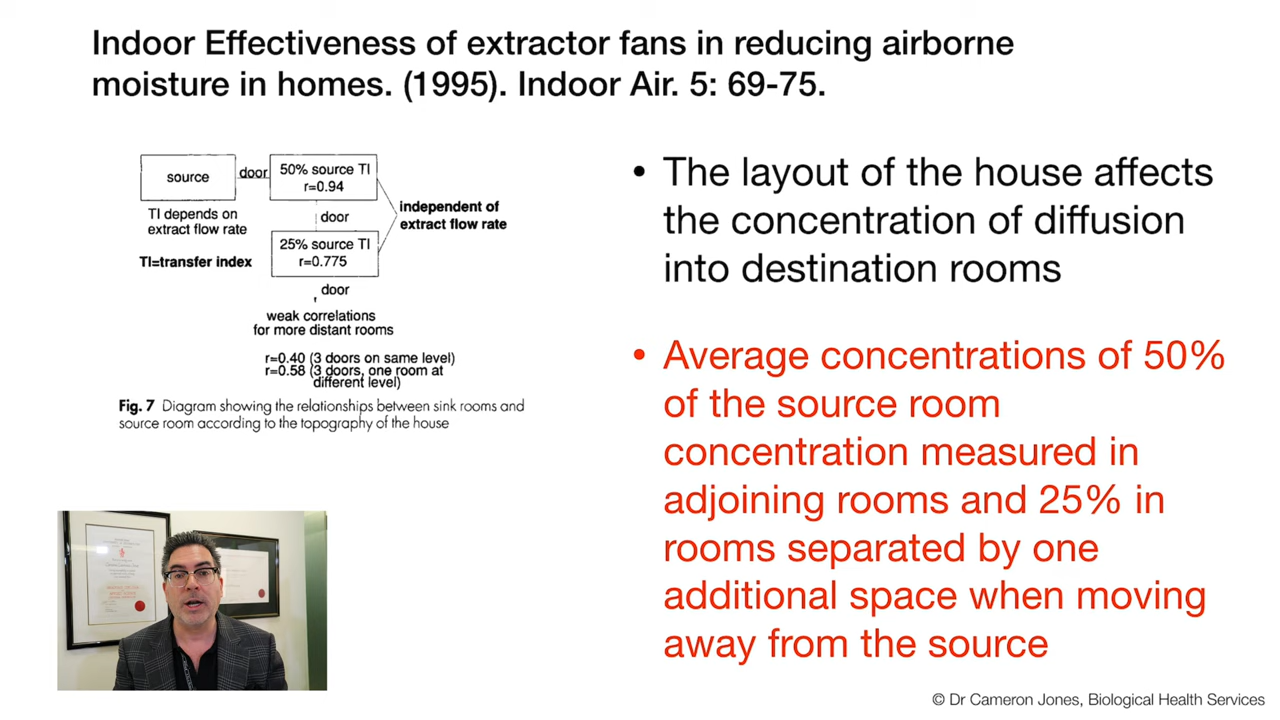 Indoor Effectiveness of extractor fans in reducing airborne
moisture in homes. (1995). Indoor Air. 5: 69-75.
source
door
50% source TI
r=0.94
TI depends on
extract flow rate
door
independent of
extract flow rate
25% source TI
r=0.775
TI=transfer index
door
weak correlations
for more distant rooms
r=0.40 (3 doors on same level)
r=0.58 (3 doors, one room at
different level)
Fig. 7 Diagram showing the relationships between sink rooms and
source room according to the topography of the house
• The layout of the house affects
the concentration of diffusion
into destination rooms
• Average concentrations of 50%
of the source room
concentration measured in
adjoining rooms and 25% in
rooms separated by one
additional space when moving
away from the source
© Dr Cameron Jones, Biological Health Services